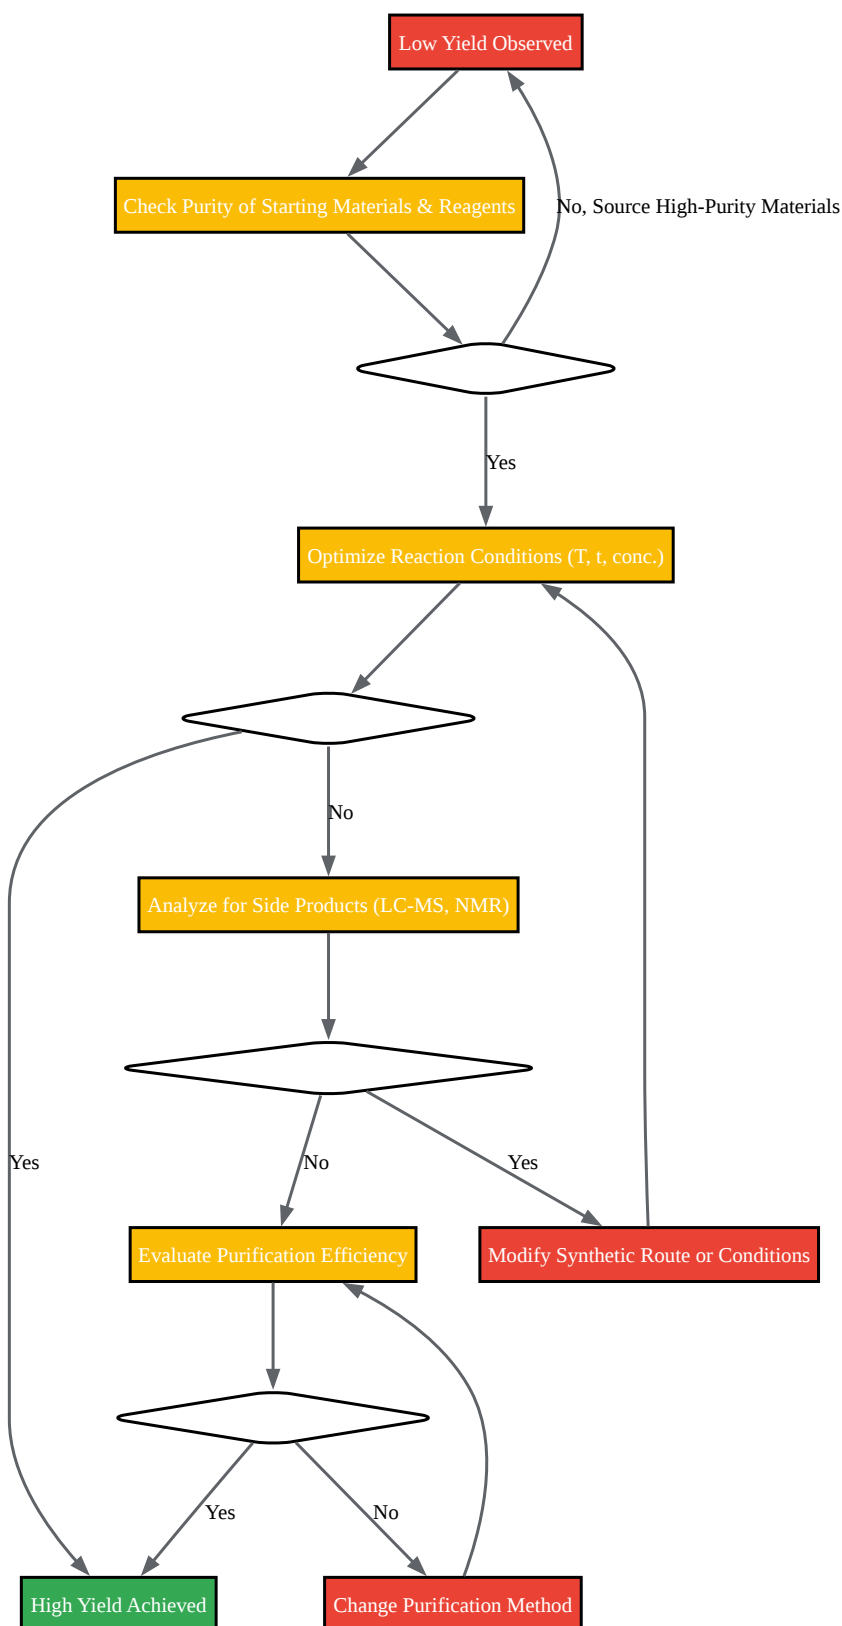 Low Yield Observed
Check Purity of Starting Materials & Reagents
No, Source High-Purity Materials
Yes
Optimize Reaction Conditions (T, t, conc.)
No
Analyze for Side Products (LC-MS, NMR)
Yes
No
Yes
Evaluate Purification Efficiency
Modify Synthetic Route or Conditions
Yes
No
High Yield Achieved
Change Purification Method